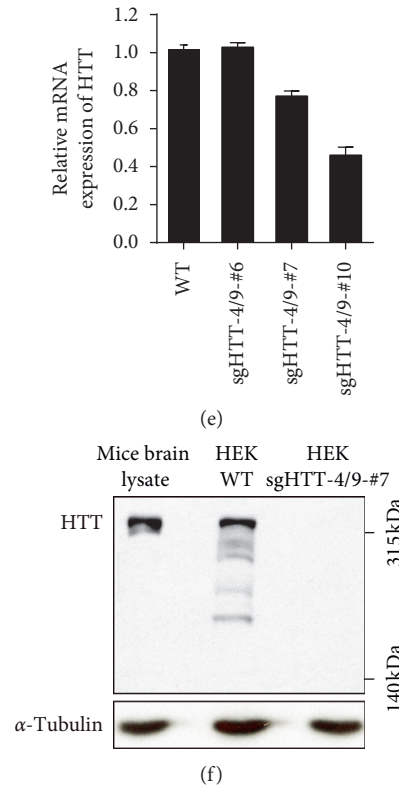 Relative mRNA
expression of HTT
1.2
1.0
0.8
0.6
0.4
0.2
0.0
WT
sgHTT-4/9-#6
sgHTT-4/9-#7
sgHTT-4/9-#10
(e)
Mice brain
lysate
HEK
WT
HEK
sgHTT-4/9-#7
HTT
315kDa
140kDa
α-Tubulin
(f)